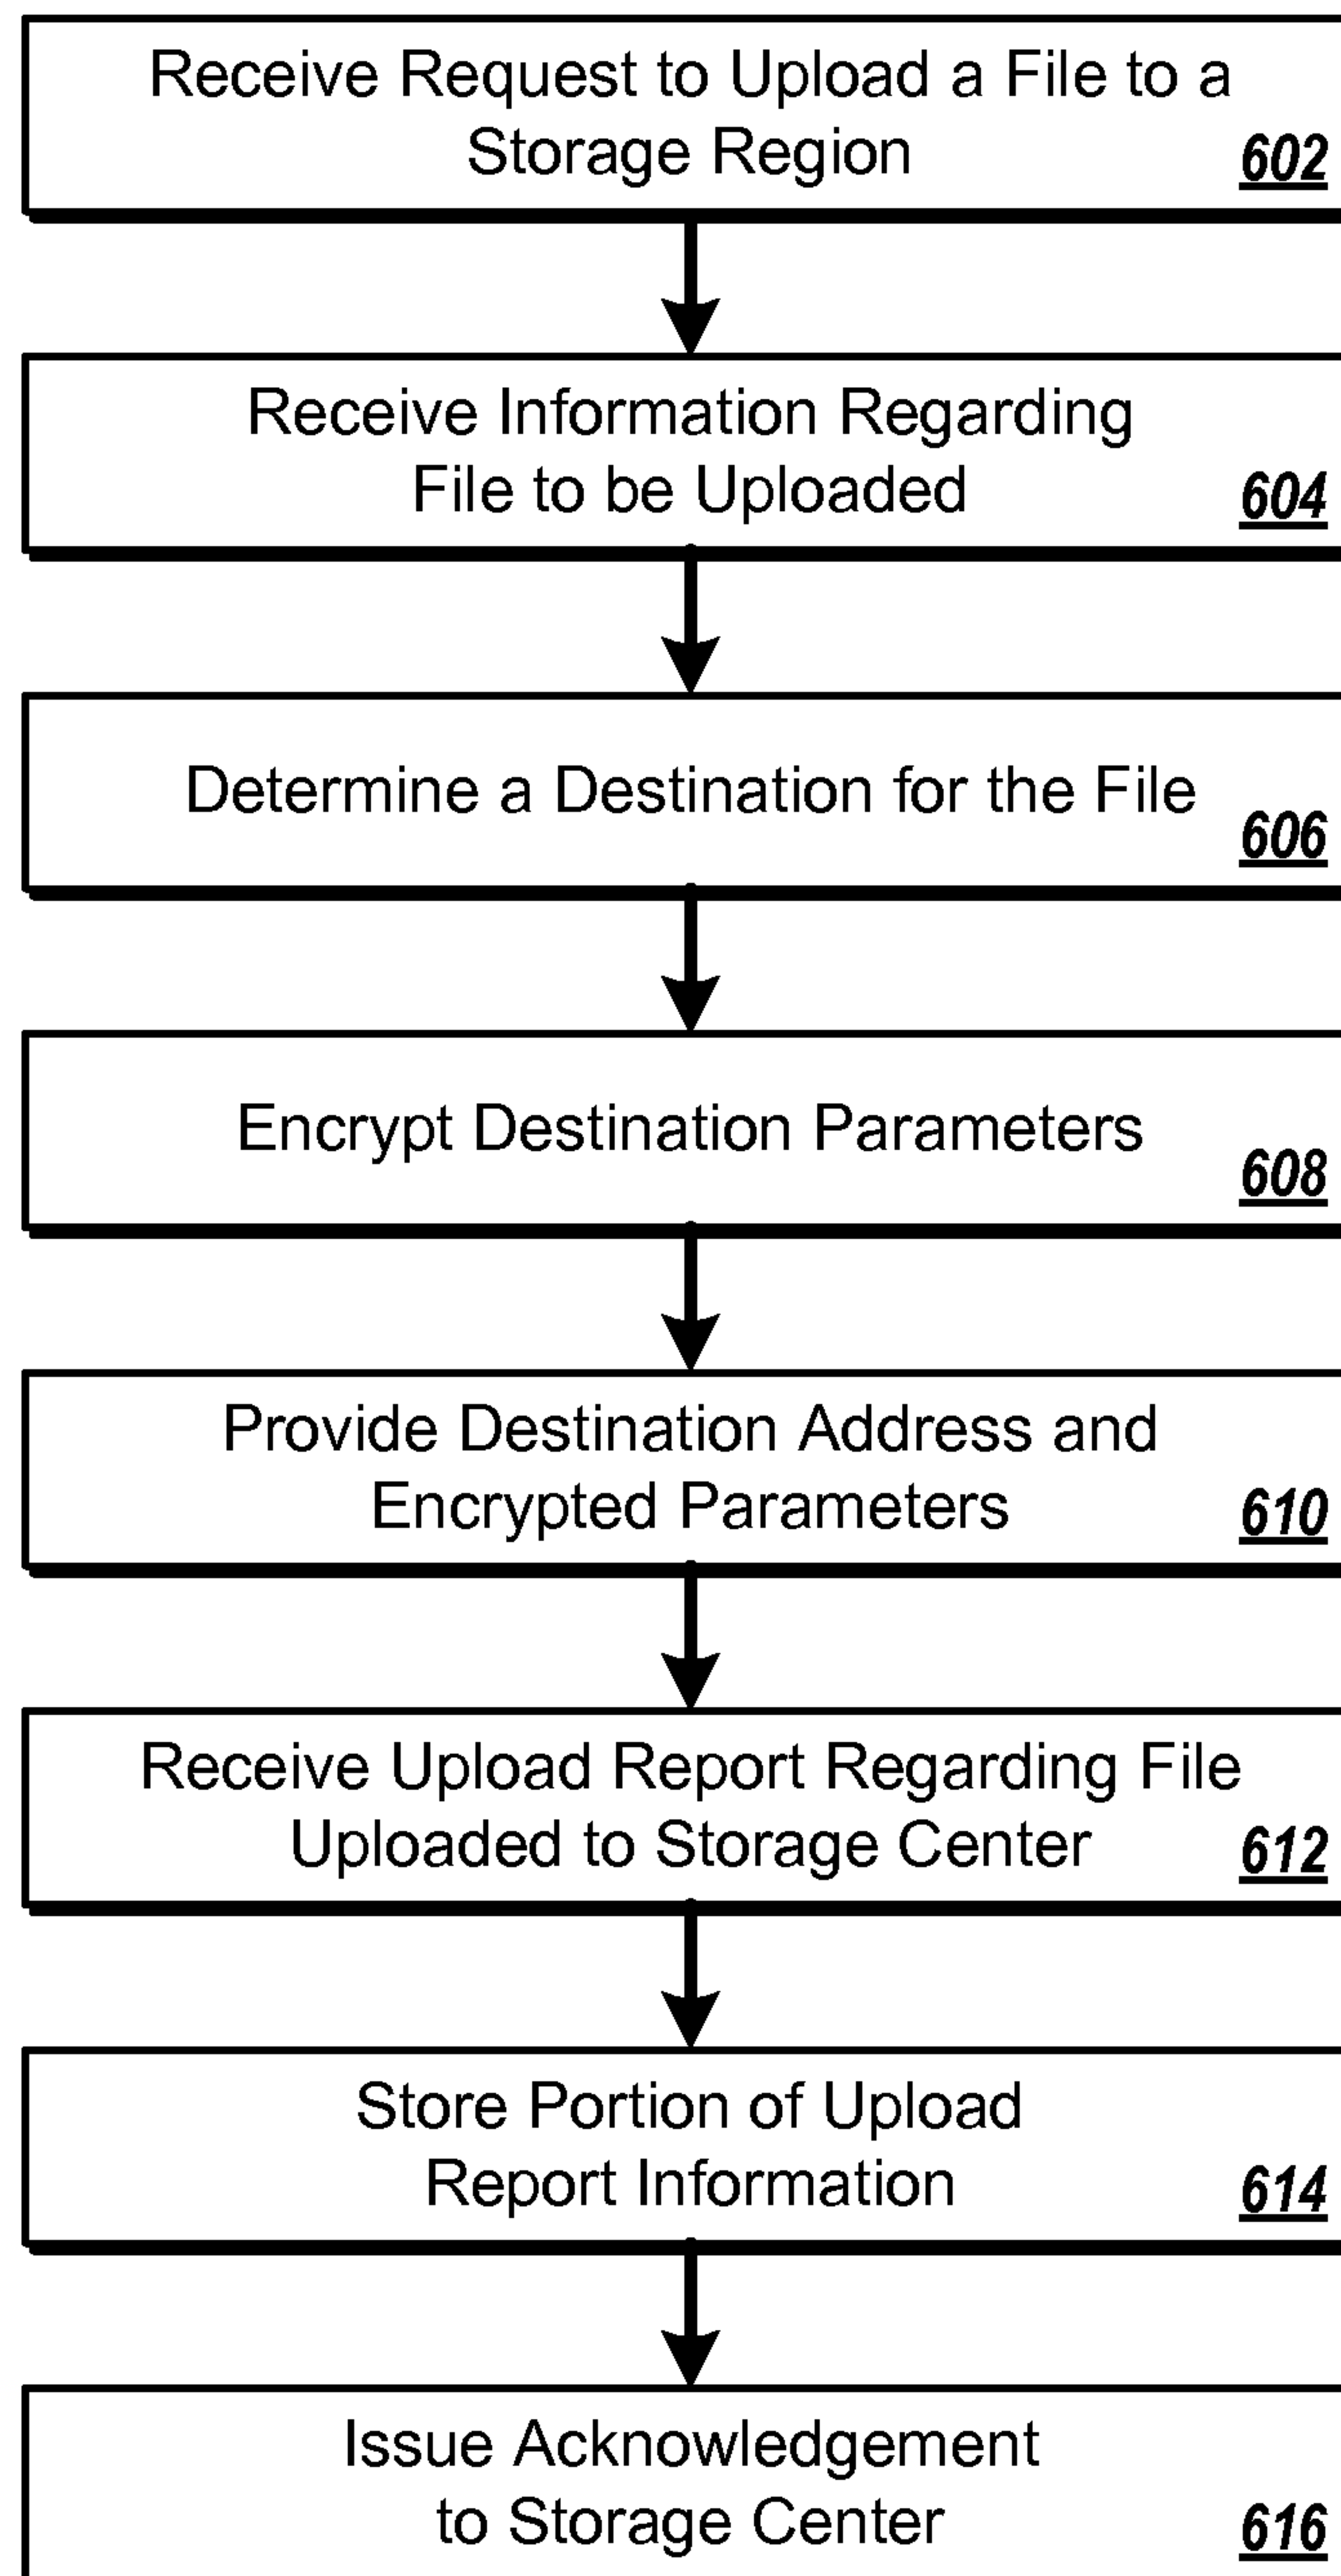 Receive Request to Upload a File to a
Storage Region
602
Receive Information Regarding
File to be Uploaded
604
Determine a Destination for the File
606
Encrypt Destination Parameters
608
Provide Destination Address and
Encrypted Parameters
610
Receive Upload Report Regarding File
Uploaded to Storage Center
612
Store Portion of Upload
Report Information
614
Issue Acknowledgement
to Storage Center
616